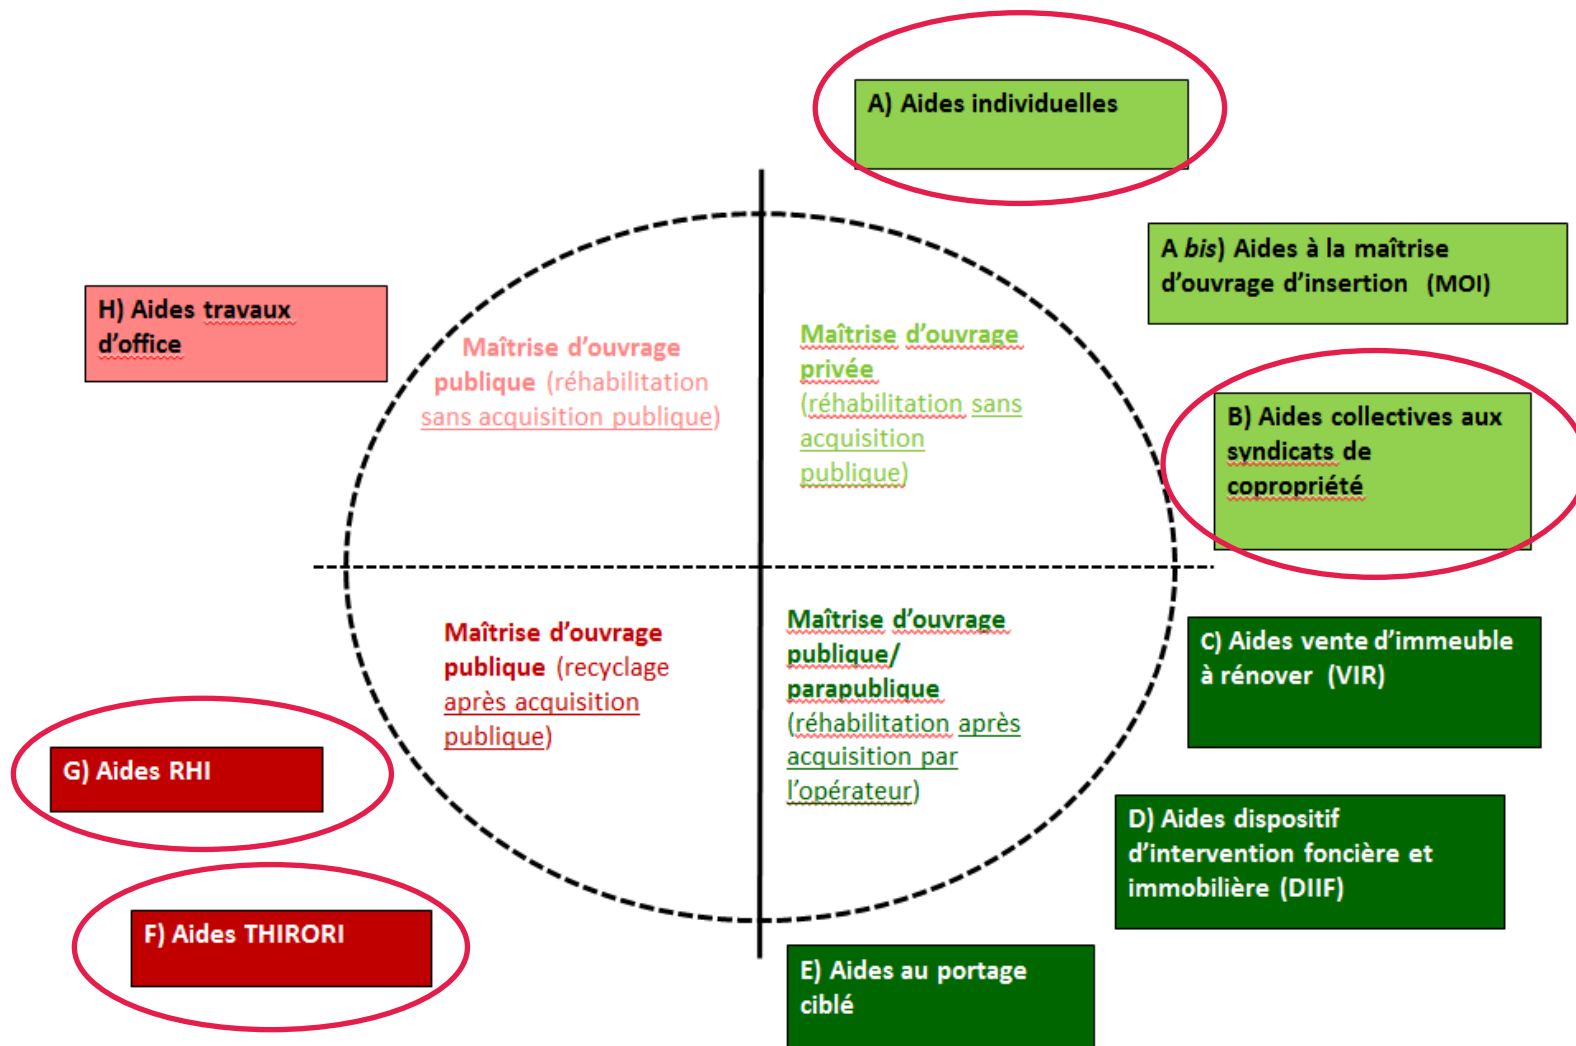 A) Aides individuelles
A bis) Aides à la maîtrise
d'ouvrage d'insertion (MOI)
H) Aides travaux
d'office
Maîtrise d'ouvrage
publique (réhabilitation
sans acquisition publique)
Maîtrise d'ouvrage
privée
(réhabilitation sans
acquisition
publique)
B) Aides collectives aux
syndicats de
copropriété
Maîtrise d'ouvrage
publique (recyclage
après acquisition
publique)
Maîtrise d'ouvrage
publique/
parapublique
(réhabilitation après
acquisition par
l'opérateur)
C) Aides vente d'immeuble
à rénover (VIR)
G) Aides RHI
D) Aides dispositif
d'intervention foncière et
immobilière (DIIF)
F) Aides THIRORI
E) Aides au portage
ciblé